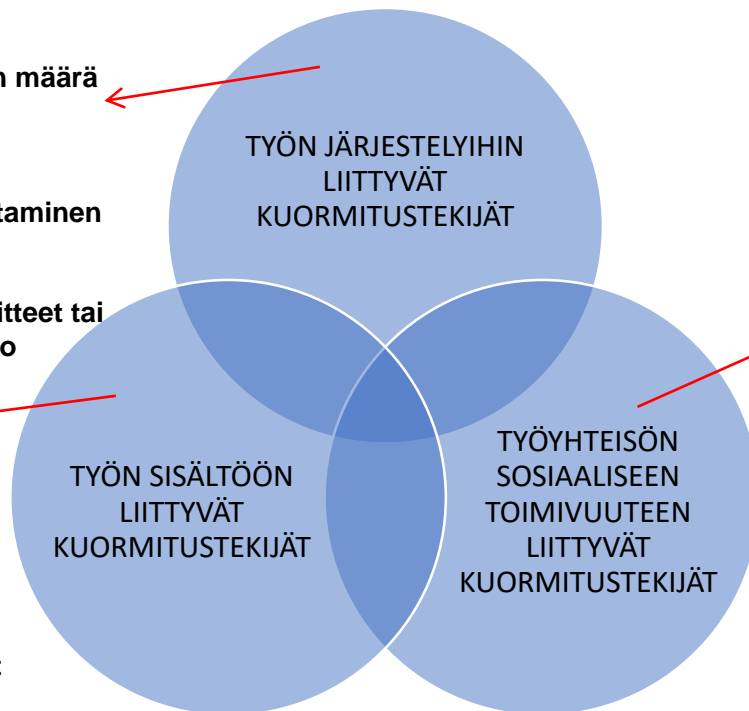 n määrä
TYÖN JÄRJESTELYIHIN
LIITTYVÄT
KUORMITUSTEKIJÄT
taminen
itteet tai
o
TYÖN SISÄLTÖÖN
LIITTYVÄT
KUORMITUSTEKIJÄT
TYÖYHTEISÖN
SOSIAALISEEN
TOIMIVUUTEEN
LIITTYVÄT
KUORMITUSTEKIJÄT